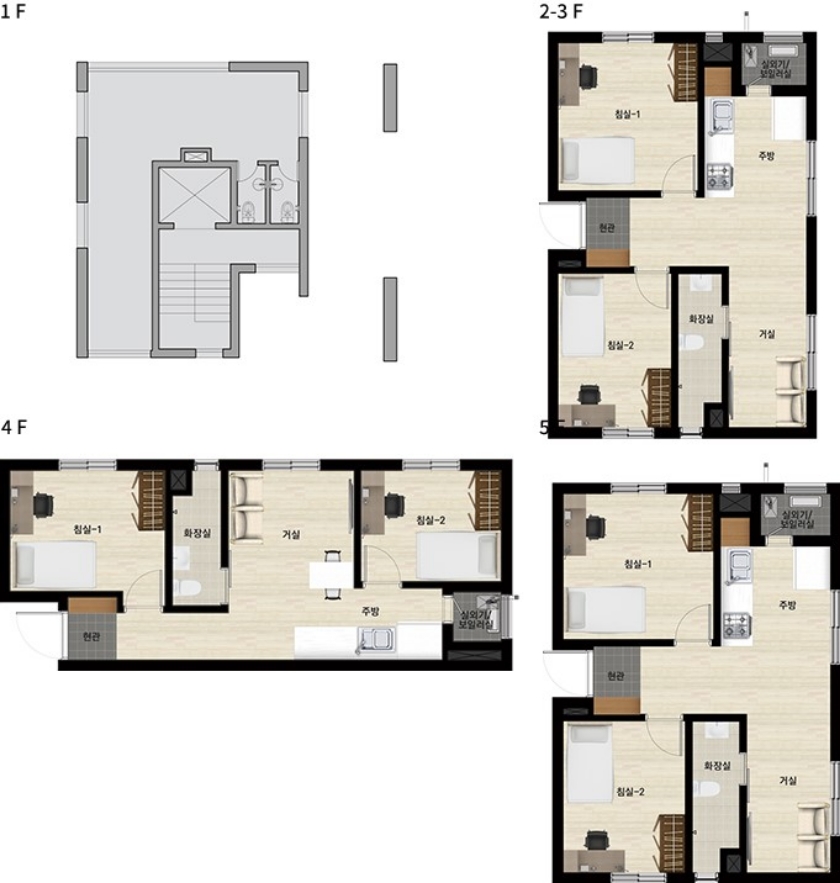 1 F
2-3 F
실외기/
보일러실
침실-1
주방
현관
화장실
침실-2
거실
4 F
침실-1
화장실
거실
침실-2
주방
실외기/
보일러실
현관
5
실외기/
보일러실
침실-1
주방
현관
화장실
침실-2
거실